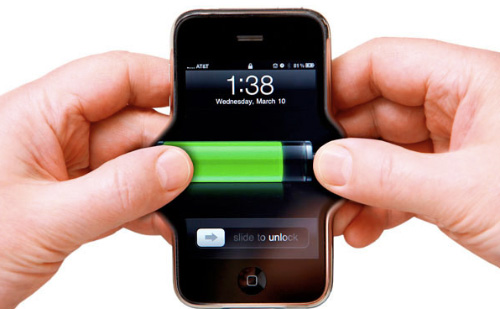 AT&T 81%
1:38
Wednesday, March 10
slide to unlock